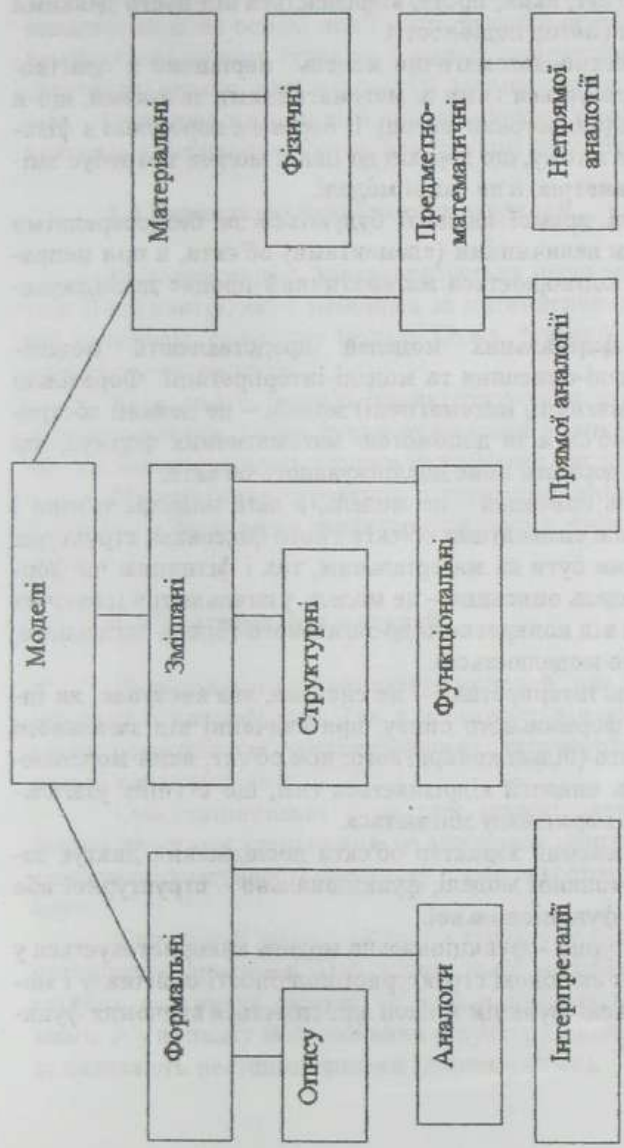 Моделі
Формальні
Змішані
Матеріальні
Опису
Структурні
Фізичні
Аналоги
Функціональні
Предметно-
математичні
Інтерпретації
Прямої аналогії
Непрямої
аналогії